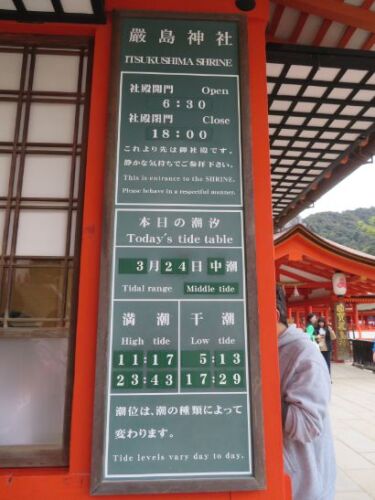 嚴島神社
ITSUKUSHIMA SHRINE
社殿開門 Open
6:30
社殿閉門 Close
18:00
これより先は御社殿です。
静かな気持ちでご参拝下さい。
This is entrance to the SHRINE.
Please behave in a respectful manner.
本日の潮汐
Today's tide table
3月24日中潮
Tidal range Middle tide
満潮
High tide
11:17
23:43
干潮
Low tide
5:13
17:29
潮位は、潮の種類によって
変わります。
Tide levels vary day to day.